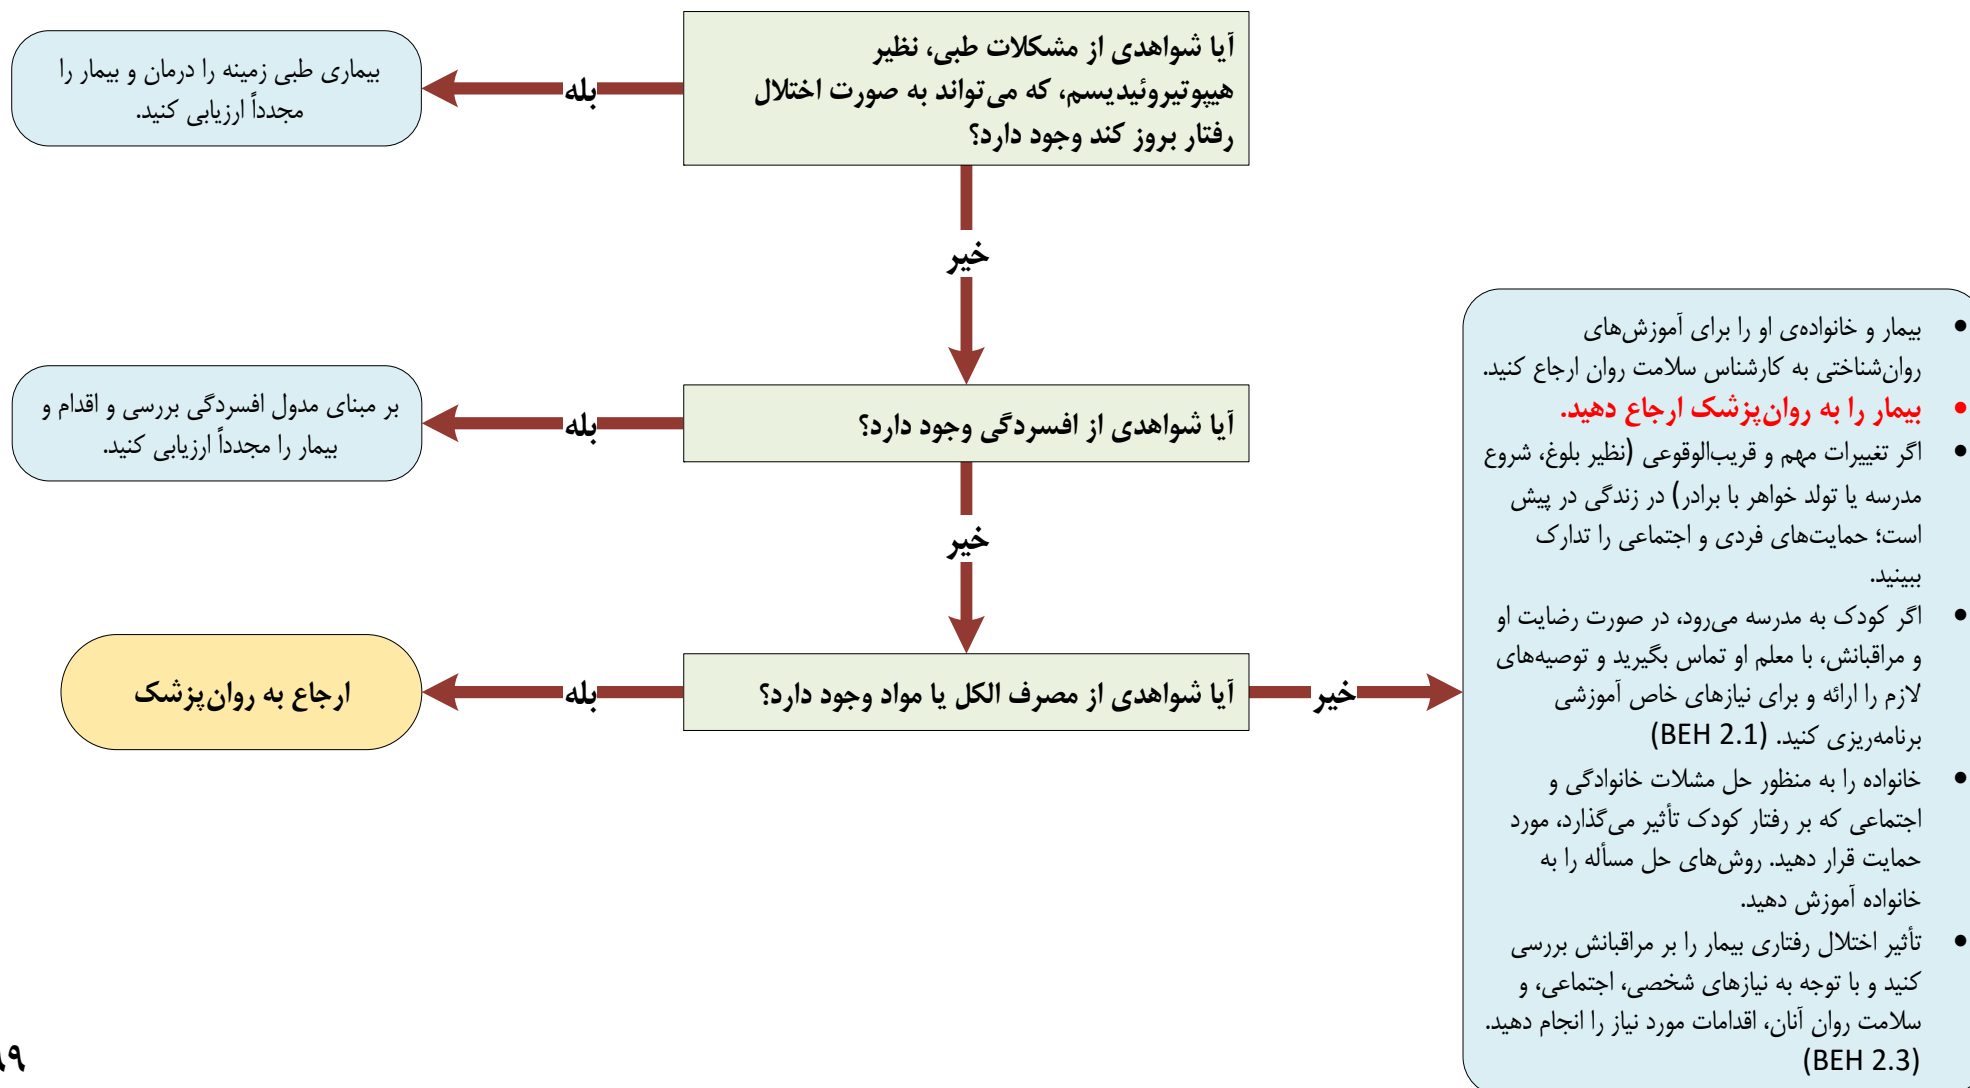 آیا شواهدی از مشکلات طبی، نظیر
هیپوتیروئیدیسم، که می‌تواند به صورت اختلال
رفتار بروز کند وجود دارد؟
بله
بیماری طبی زمینه را درمان و بیمار را
مجدداً ارزیابی کنید.
خیر
آیا شواهدی از افسردگی وجود دارد؟
بله
بر مبنای مدول افسردگی بررسی و اقدام و
بیمار را مجدداً ارزیابی کنید.
خیر
آیا شواهدی از مصرف الکل یا مواد وجود دارد؟
بله
ارجاع به روان‌پزشک
خیر
• بیمار و خانواده‌ی او را برای آموزش‌های
روان‌شناختی به کارشناس سلامت روان ارجاع کنید.
• بیمار را به روان‌پزشک ارجاع دهید.
• اگر تغییرات مهم و قریب‌الوقوعی (نظیر بلوغ، شروع
مدرسه یا تولد خواهر با برادر) در زندگی در پیش
است؛ حمایت‌های فردی و اجتماعی را تدارک
ببینید.
• اگر کودک به مدرسه می‌رود، در صورت رضایت او
و مراقبانش، با معلم او تماس بگیرید و توصیه‌های
لازم را ارائه و برای نیازهای خاص آموزشی
برنامه‌ریزی کنید. (BEH 2.1)
• خانواده را به منظور حل مشلات خانوادگی و
اجتماعی که بر رفتار کودک تأثیر می‌گذارد، مورد
حمایت قرار دهید. روش‌های حل مسأله را به
خانواده آموزش دهید.
• تأثیر اختلال رفتاری بیمار را بر مراقبانش بررسی
کنید و با توجه به نیازهای شخصی، اجتماعی، و
سلامت روان آنان، اقدامات مورد نیاز را انجام دهید.
(BEH 2.3)